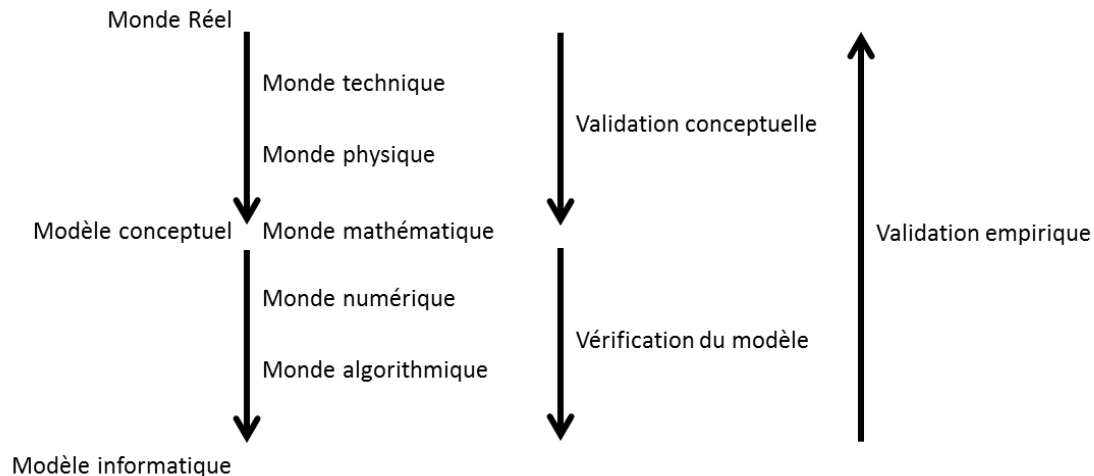 Monde Réel
Monde technique
Validation conceptuelle
Monde physique
Modèle conceptuel
Monde mathématique
Validation empirique
Monde numérique
Vérification du modèle
Monde algorithmique
Modèle informatique